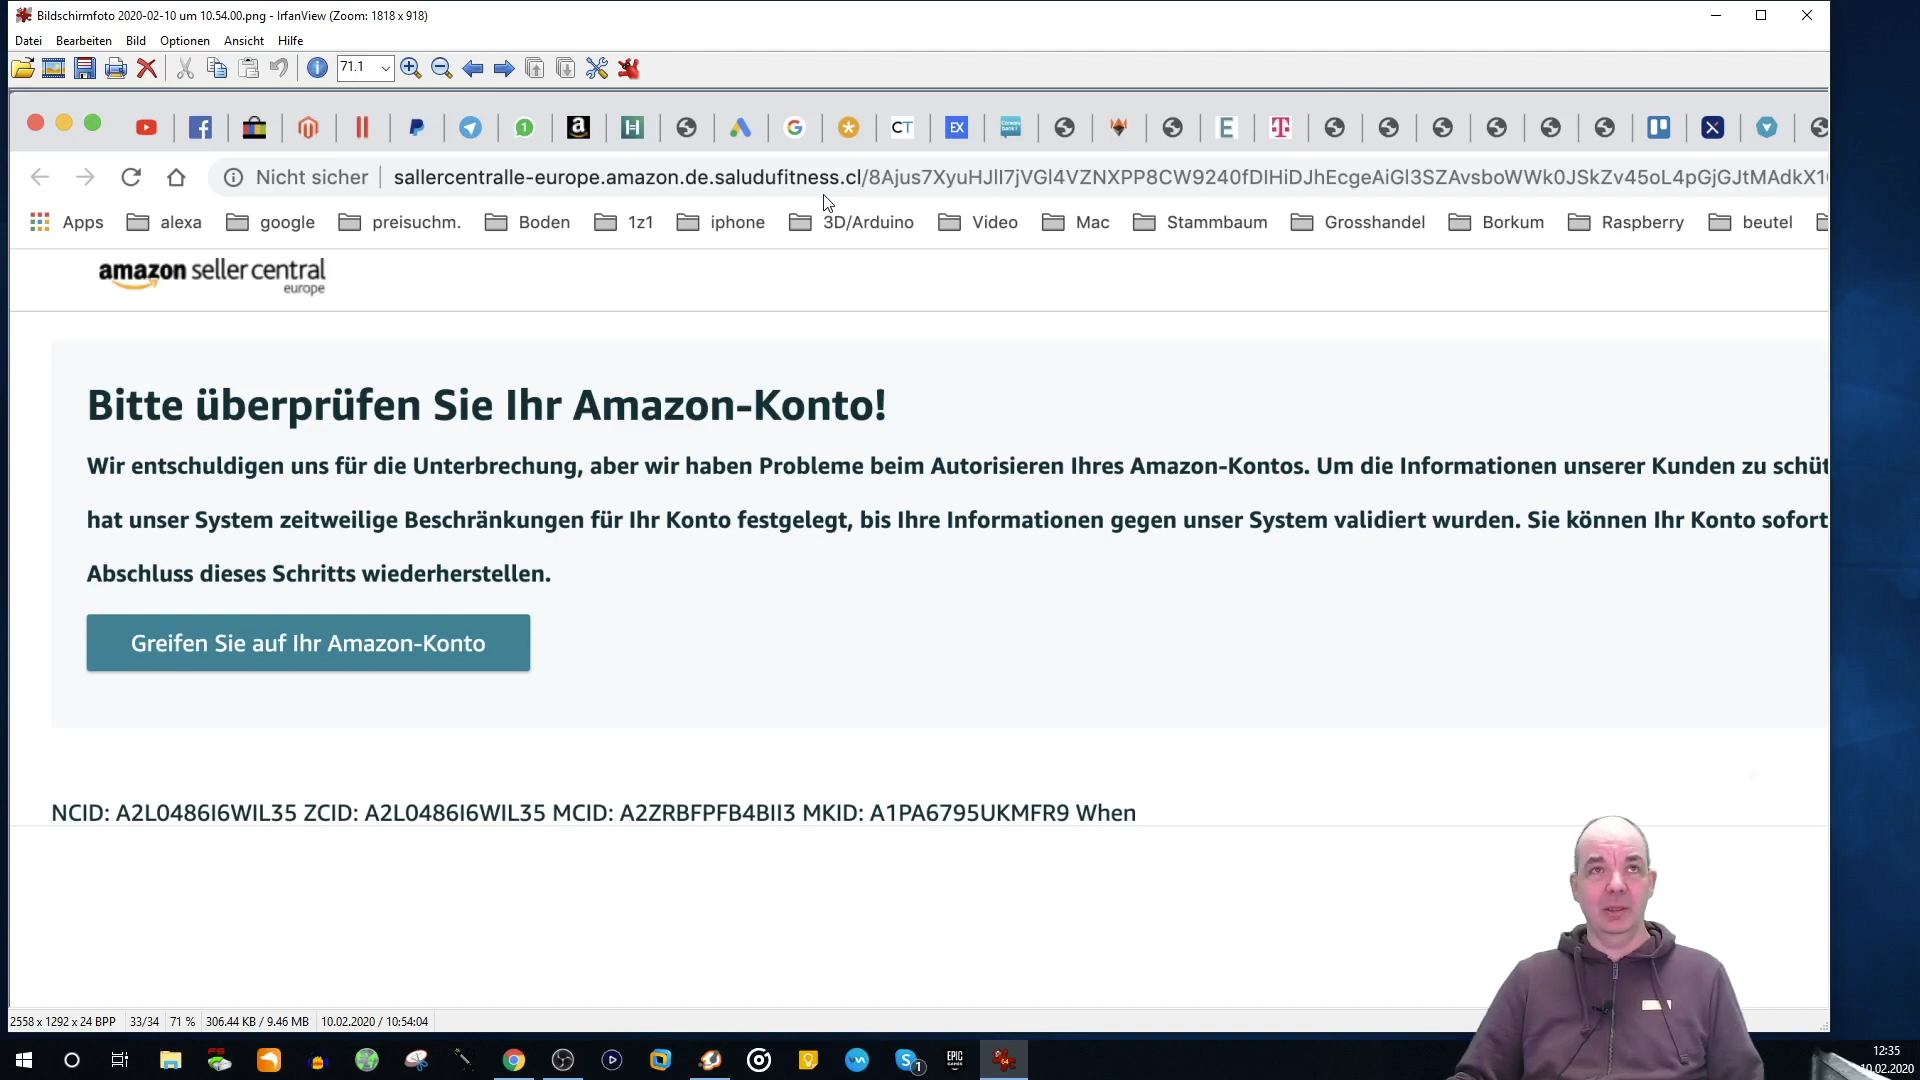 Bildschirmfoto 2020-02-10 um 10.54.00.png - IrfanView (Zoom: 1818 x 918)
Datei Bearbeiten Bild Optionen Ansicht Hilfe
71.1
Nicht sicher sallercentralle-europe.amazon.de.saludufitness.cl/8Ajus7XyuHJlI7jVGl4VZNXPP8CW9240fDlHiDJhEcgeAiGl3SZAvsboWWk0JSkZv45oL4pGjGJtMAdkX1
Apps alexa google preisuchm. Boden 1z1 iphone 3D/Arduino Video Mac Stammbaum Grosshandel Borkum Raspberry beutel
amazon seller central
europe
Bitte überprüfen Sie Ihr Amazon-Konto!
Wir entschuldigen uns für die Unterbrechung, aber wir haben Probleme beim Autorisieren Ihres Amazon-Kontos. Um die Informationen unserer Kunden zu schüt
hat unser System zeitweilige Beschränkungen für Ihr Konto festgelegt, bis Ihre Informationen gegen unser System validiert wurden. Sie können Ihr Konto sofort
Abschluss dieses Schritts wiederherstellen.
Greifen Sie auf Ihr Amazon-Konto
NCID: A2L0486I6WIL35 ZCID: A2L0486I6WIL35 MCID: A2ZRBFPFB4BII3 MKID: A1PA6795UKMFR9 When
2558 x 1292 x 24 BPP 33/34 71 % 306.44 KB / 9.46 MB 10.02.2020 / 10:54:04
12:35
10.02.2020